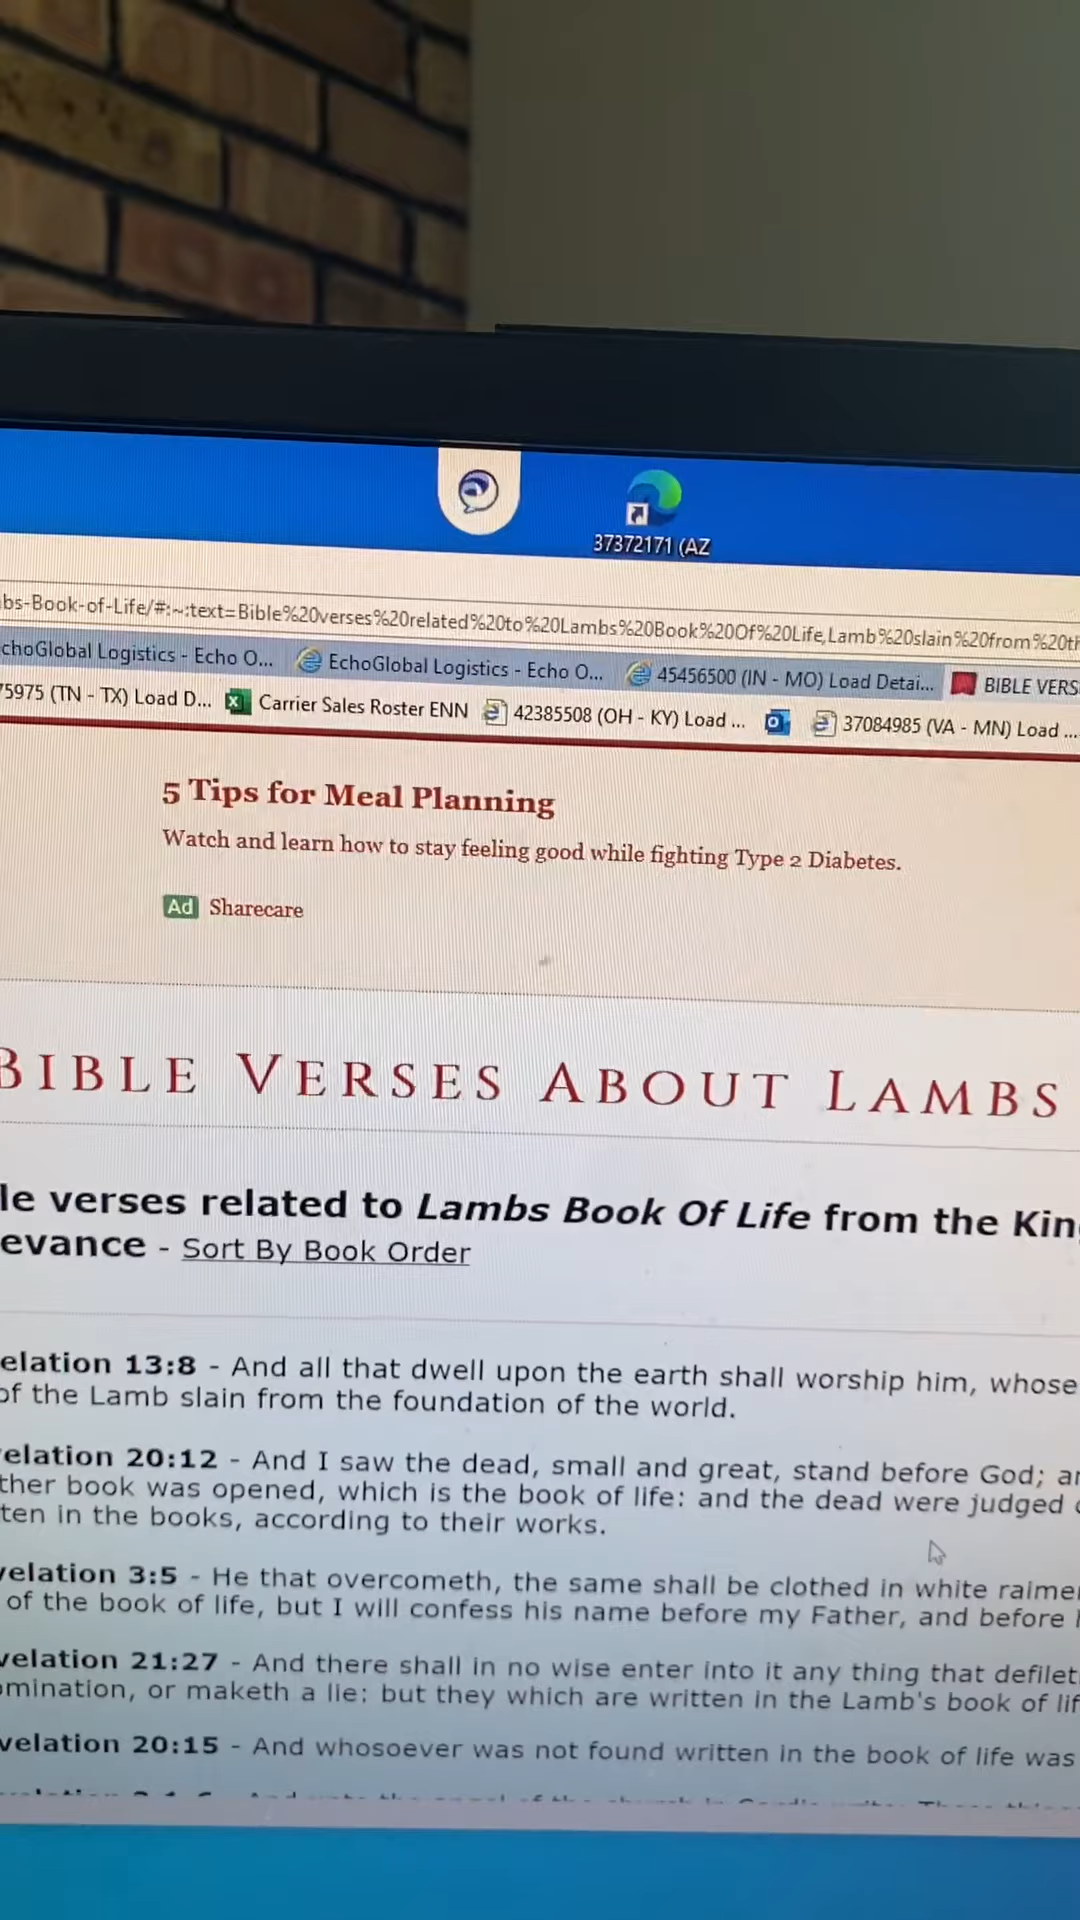 37372171 (AZ
bs-Book-of-Life/#:~:text=Bible%20verses%20related%20to%20Lambs%20Book%20Of%20Life,Lamb%20slain%20from%20th
choGlobal Logistics - Echo O... EchoGlobal Logistics - Echo O... 45456500 (IN - MO) Load Detai... BIBLE VERS
75975 (TN - TX) Load D... Carrier Sales Roster ENN 42385508 (OH - KY) Load ... 37084985 (VA - MN) Load ...
5 Tips for Meal Planning
Watch and learn how to stay feeling good while fighting Type 2 Diabetes.
Ad Sharecare
BIBLE VERSES ABOUT LAMBS
le verses related to Lambs Book Of Life from the King
evance - Sort By Book Order
elation 13:8 - And all that dwell upon the earth shall worship him, whose
of the Lamb slain from the foundation of the world.
velation 20:12 - And I saw the dead, small and great, stand before God; an
ther book was opened, which is the book of life: and the dead were judged
ten in the books, according to their works.
velation 3:5 - He that overcometh, the same shall be clothed in white raimen
of the book of life, but I will confess his name before my Father, and before
velation 21:27 - And there shall in no wise enter into it any thing that defilet
omination, or maketh a lie: but they which are written in the Lamb's book of lif
velation 20:15 - And whosoever was not found written in the book of life was